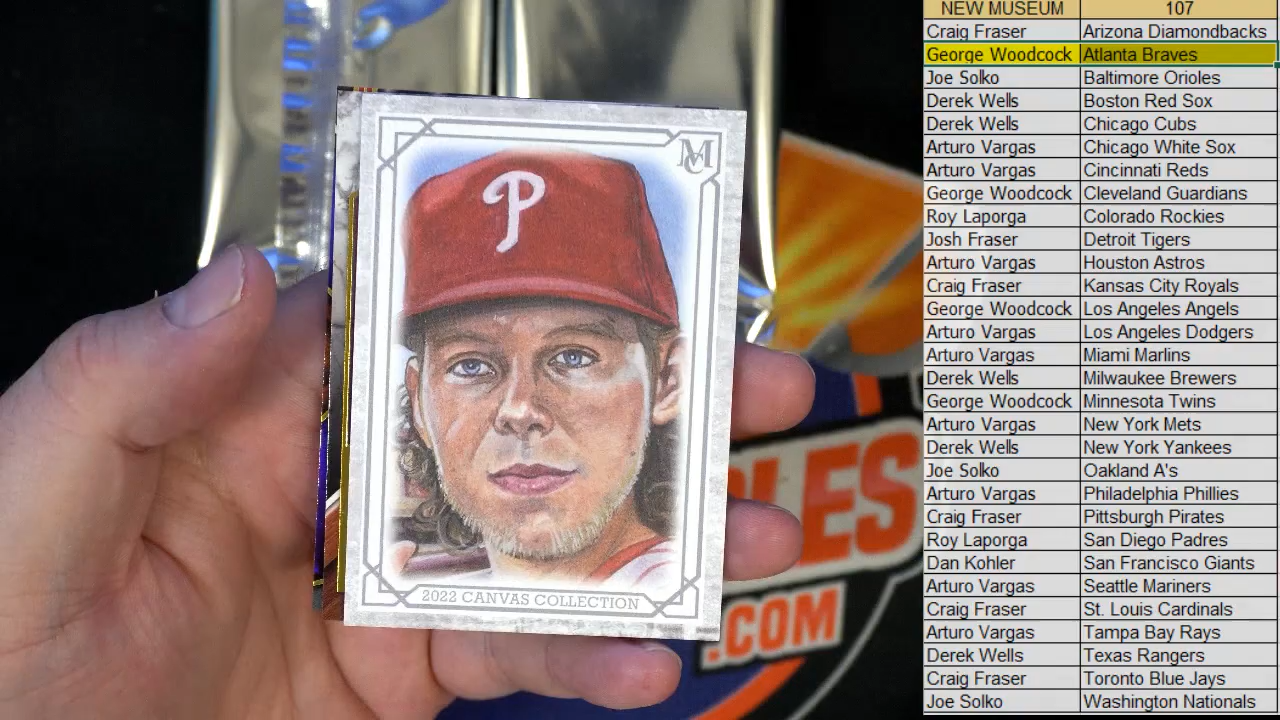 P
MC
2022 CANVAS COLLECTION
LES
.COM
NEW MUSEUM 107
Craig Fraser Arizona Diamondbacks
George Woodcock Atlanta Braves
Joe Solko Baltimore Orioles
Derek Wells Boston Red Sox
Derek Wells Chicago Cubs
Arturo Vargas Chicago White Sox
Arturo Vargas Cincinnati Reds
George Woodcock Cleveland Guardians
Roy Laporga Colorado Rockies
Josh Fraser Detroit Tigers
Arturo Vargas Houston Astros
Craig Fraser Kansas City Royals
George Woodcock Los Angeles Angels
Arturo Vargas Los Angeles Dodgers
Arturo Vargas Miami Marlins
Derek Wells Milwaukee Brewers
George Woodcock Minnesota Twins
Arturo Vargas New York Mets
Derek Wells New York Yankees
Joe Solko Oakland A's
Arturo Vargas Philadelphia Phillies
Craig Fraser Pittsburgh Pirates
Roy Laporga San Diego Padres
Dan Kohler San Francisco Giants
Arturo Vargas Seattle Mariners
Craig Fraser St. Louis Cardinals
Arturo Vargas Tampa Bay Rays
Derek Wells Texas Rangers
Craig Fraser Toronto Blue Jays
Joe Solko Washington Nationals